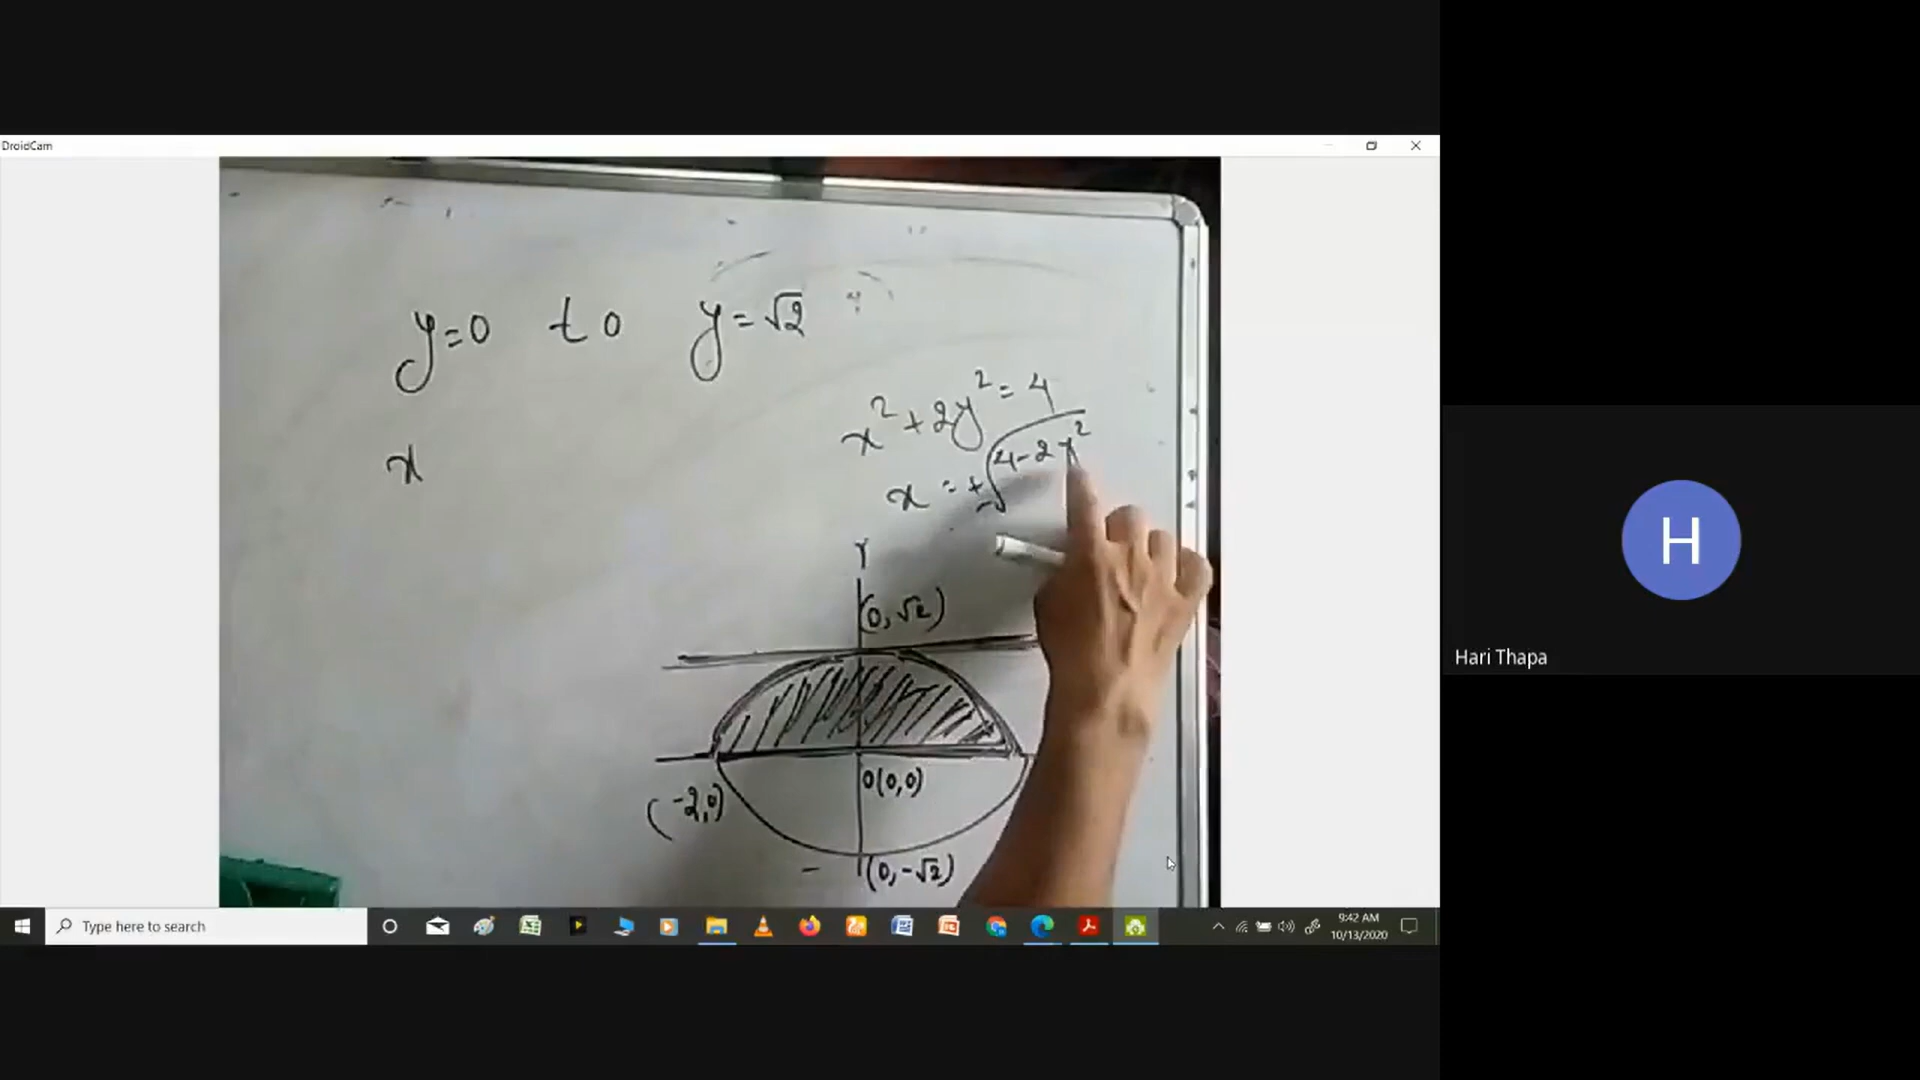 DroidCam
y=0 to y=√2
x²+2y²=4
x
x = ±√4-2y²
Y
(0, √2)
0(0,0)
(-2,0)
(0, -√2)
H
Hari Thapa
Type here to search
9:42 AM
10/13/2020